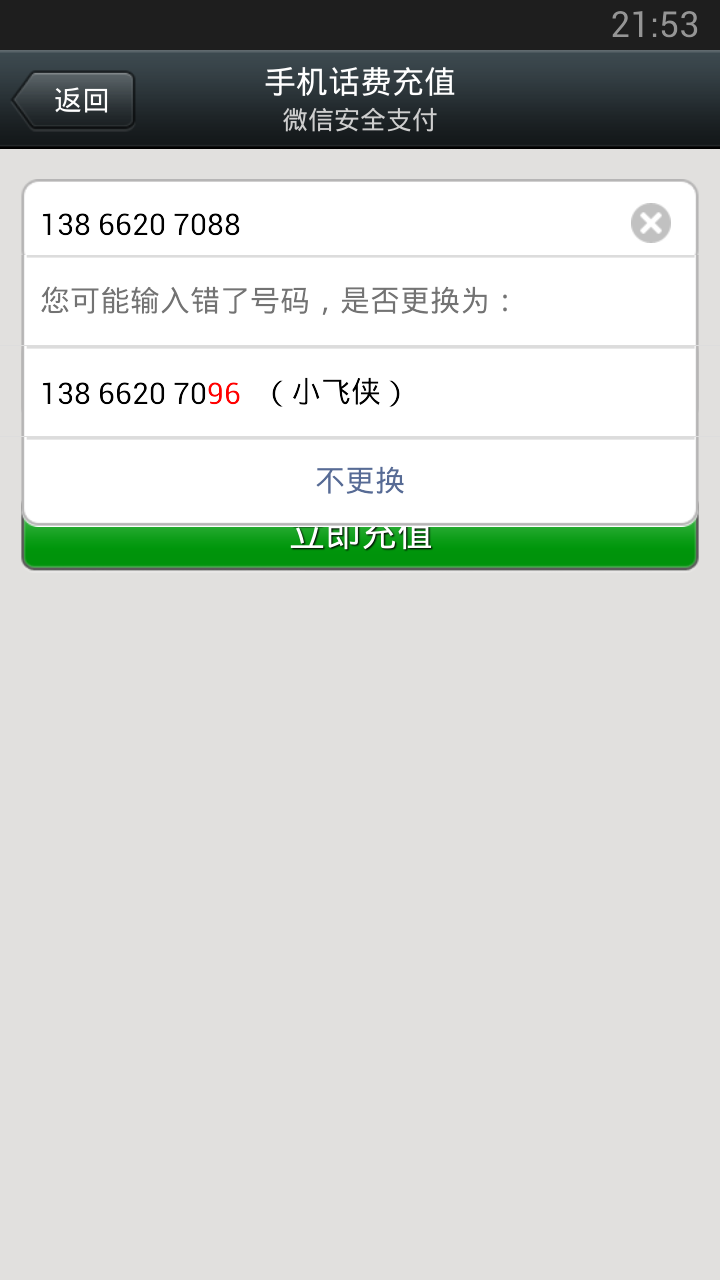 21:53
返回
手机话费充值
微信安全支付
138 6620 7088
您可能输入错了号码，是否更换为：
138 6620 7096 （小飞侠）
不更换
立即充值